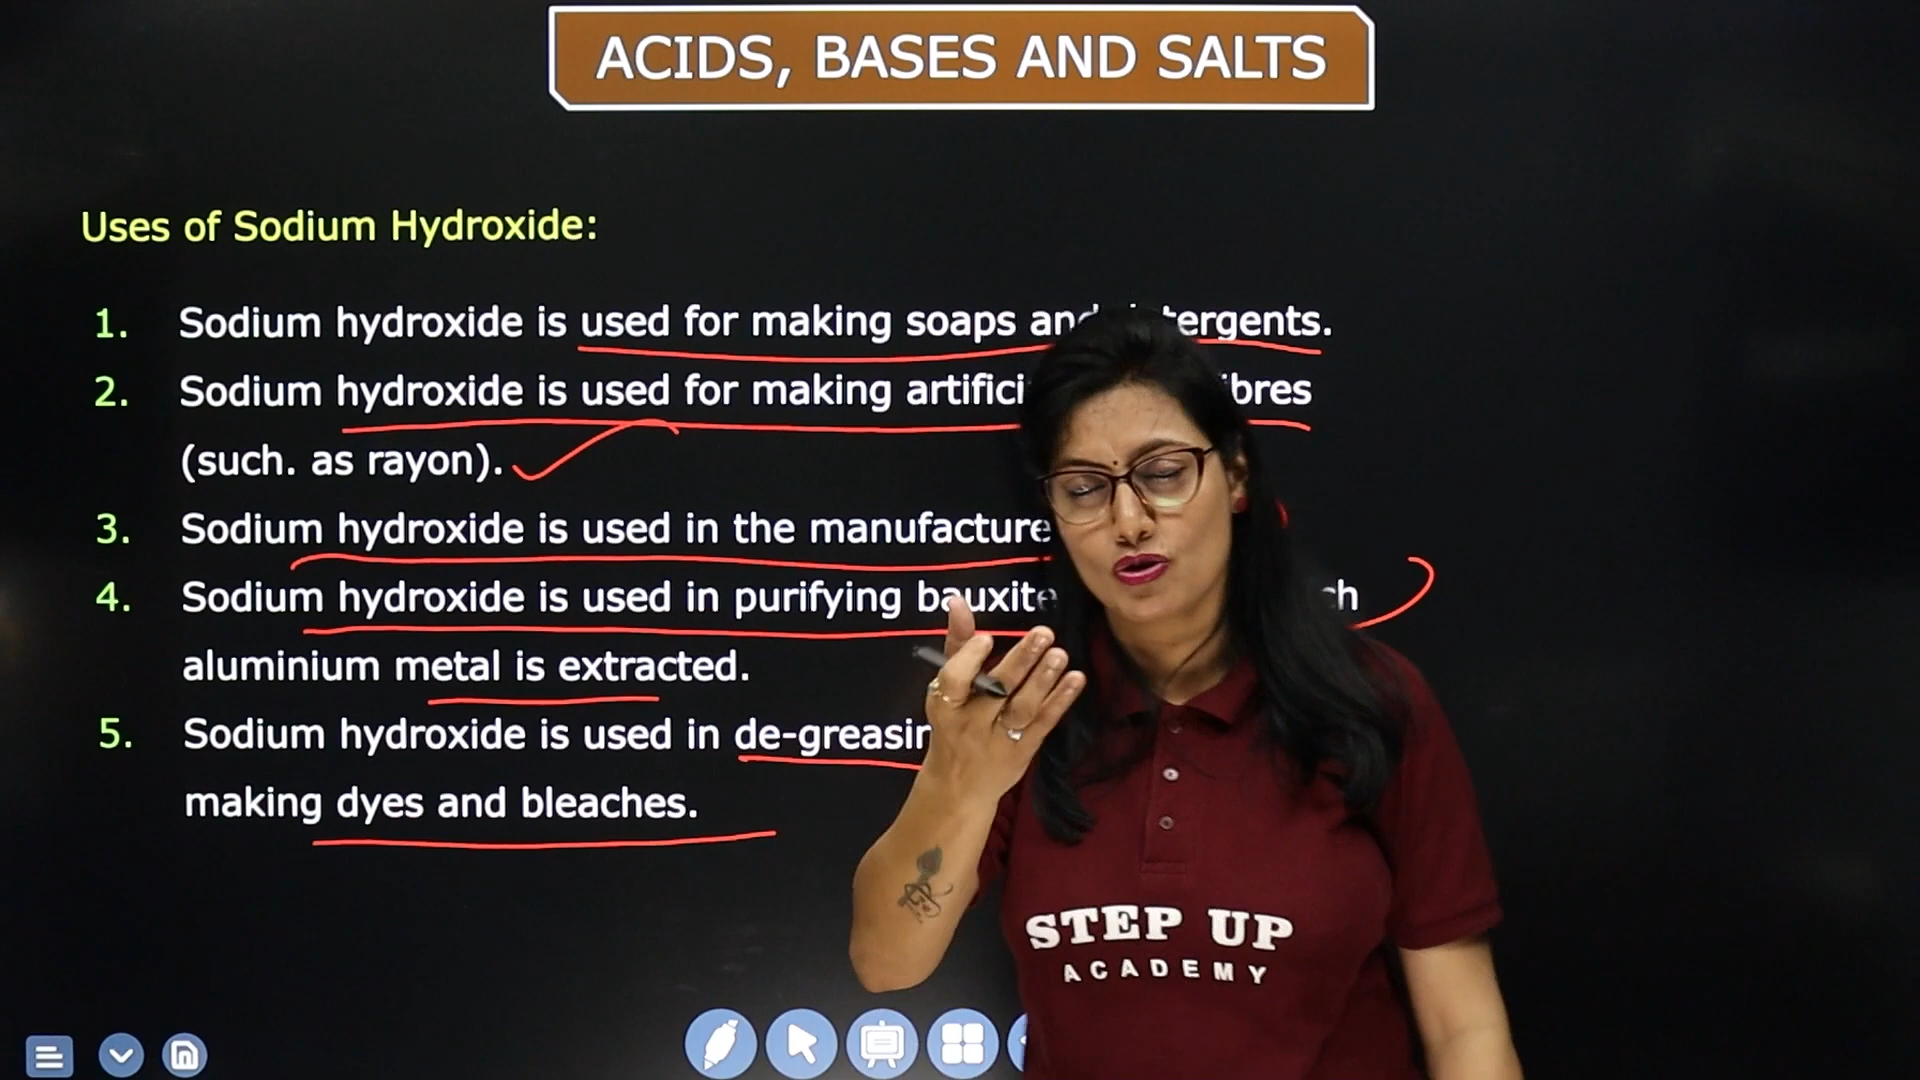 ACIDS, BASES AND SALTS
Uses of Sodium Hydroxide:
1. Sodium hydroxide is used for making soaps and
2. Sodium hydroxide is used for making
(such. as rayon).
3. Sodium hydroxide is used in the manufacture
4. Sodium hydroxide is used in purifying bauxite
aluminium metal is extracted.
5. Sodium hydroxide is used in
making dyes and bleaches.
STEP UP
ACADEMY